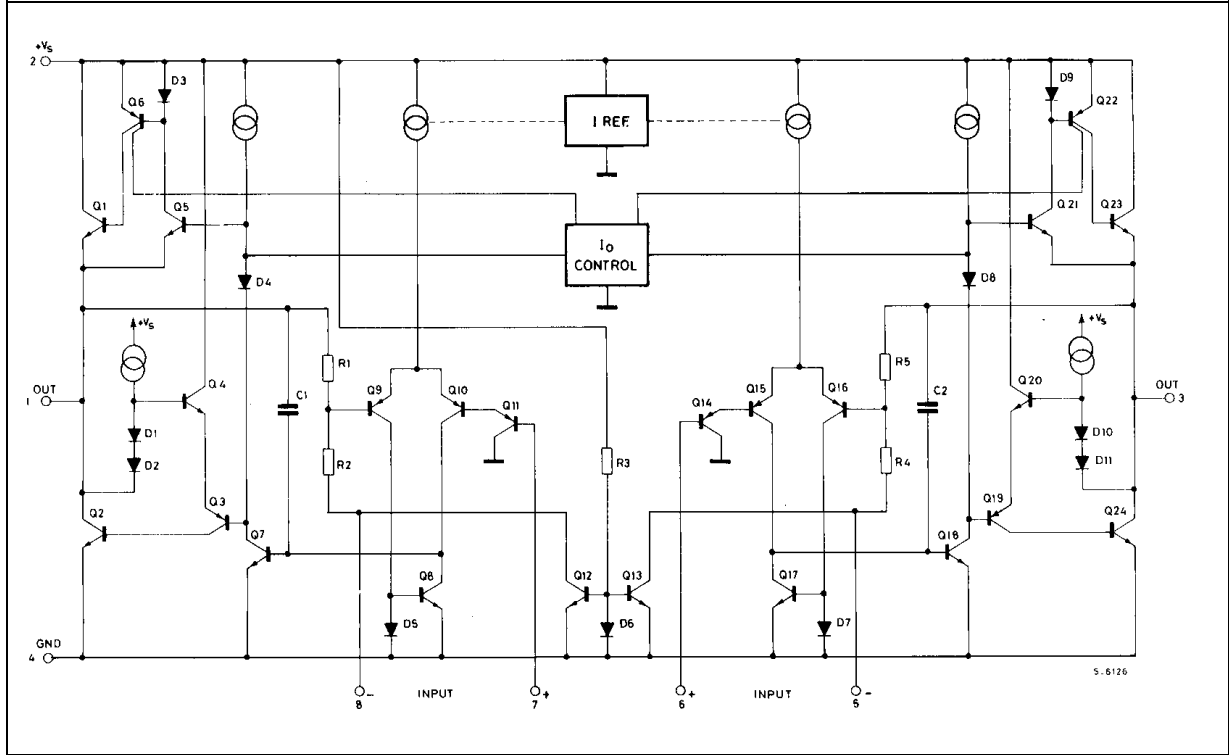 +Vs
2
D3
D9
Q6
Q22
I REF
Q1
Q5
Q21
Q23
Io
CONTROL
D4
D8
+Vs
+Vs
R1
R5
Q4
Q9
Q10
Q11
Q14
Q15
Q16
C1
C2
Q20
OUT
1
OUT
3
D1
D10
D2
R2
R3
R4
D11
Q3
Q19
Q2
Q7
Q18
Q24
Q8
Q12
Q13
Q17
D5
D6
D7
GND
4
S.6126
8
-
INPUT
7
+
6
+
INPUT
5
-